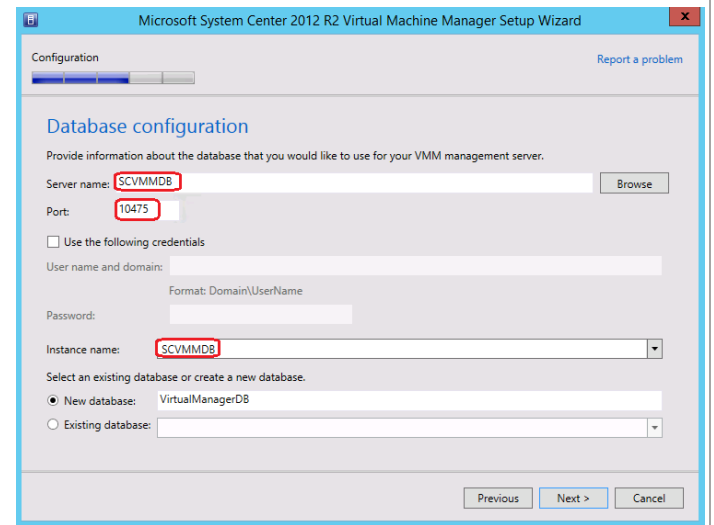 Microsoft System Center 2012 R2 Virtual Machine Manager Setup Wizard
x
Configuration
Report a problem
Database configuration
Provide information about the database that you would like to use for your VMM management server.
Server name: SCVMMDB Browse
Port: 10475
Use the following credentials
User name and domain:
Format: Domain\UserName
Password:
Instance name: SCVMMDB
Select an existing database or create a new database.
New database: VirtualManagerDB
Existing database:
Previous Next > Cancel